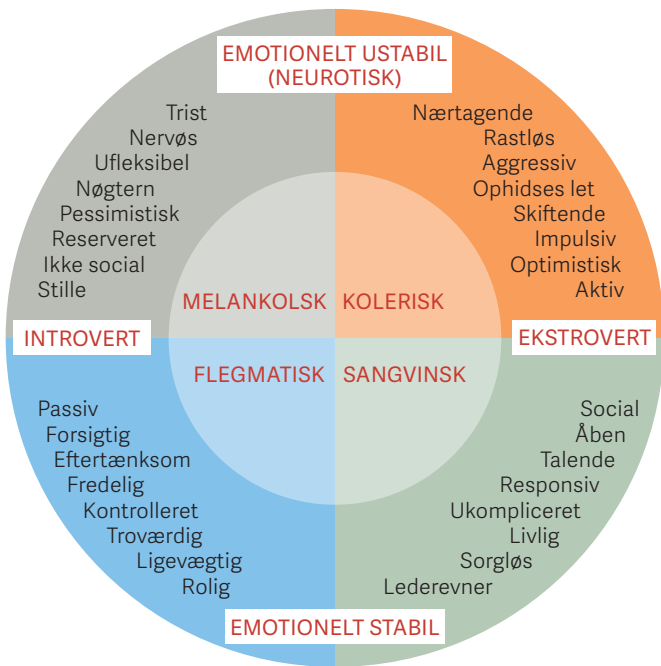 EMOTIONELT USTABIL
(NEUROTISK)
Trist
Nervøs
Ufleksibel
Nøgtern
Pessimistisk
Reserveret
Ikke social
Stille
Nærtagende
Rastløs
Aggressiv
Ophidses let
Skiftende
Impulsiv
Optimistisk
Aktiv
MELANKOLSK
KOLERISK
INTROVERT
EKSTROVERT
FLEGMATISK
SANGVINSK
Passiv
Forsigtig
Eftertænksom
Fredelig
Kontrolleret
Troværdig
Ligevægtig
Rolig
Social
Åben
Talende
Responsiv
Ukompliceret
Livlig
Sorgløs
Lederevner
EMOTIONELT STABIL